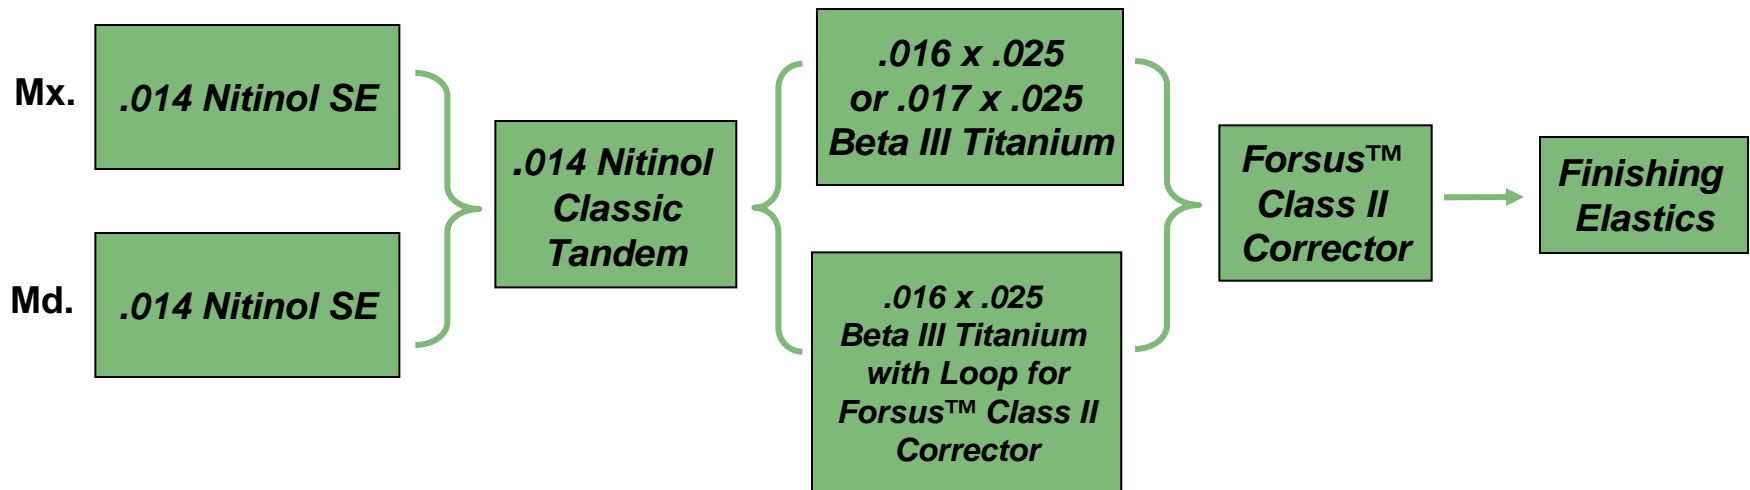 Mx.
.014 Nitinol SE
Md.
.014 Nitinol SE
.014 Nitinol
Classic
Tandem
.016 x .025
or .017 x .025
Beta III Titanium
.016 x .025
Beta III Titanium
with Loop for
Forsus™ Class II
Corrector
Forsus™
Class II
Corrector
Finishing
Elastics